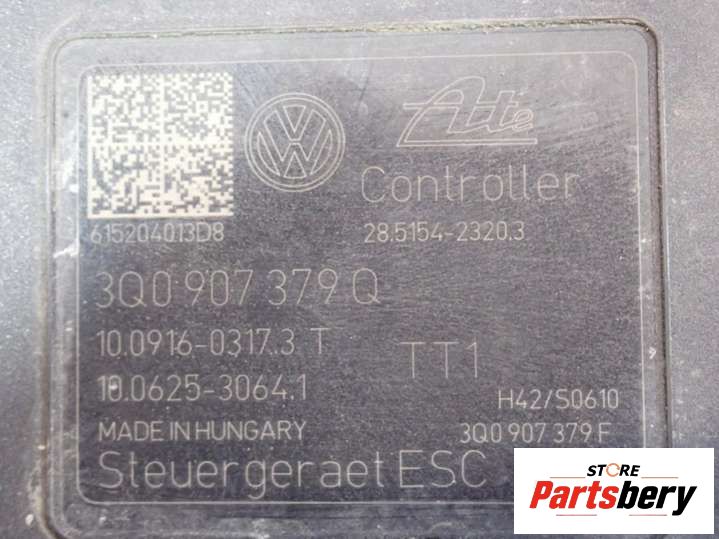 Ate
Controller
615204013D8
28.5154-2320.3
3Q0 907 379 Q
10.0916-0317.3 T
TT1
10.0625-3064.1
H42/S0610
MADE IN HUNGARY
3Q0 907 379 F
Steuergeraet ESC
STORE
Partsbery